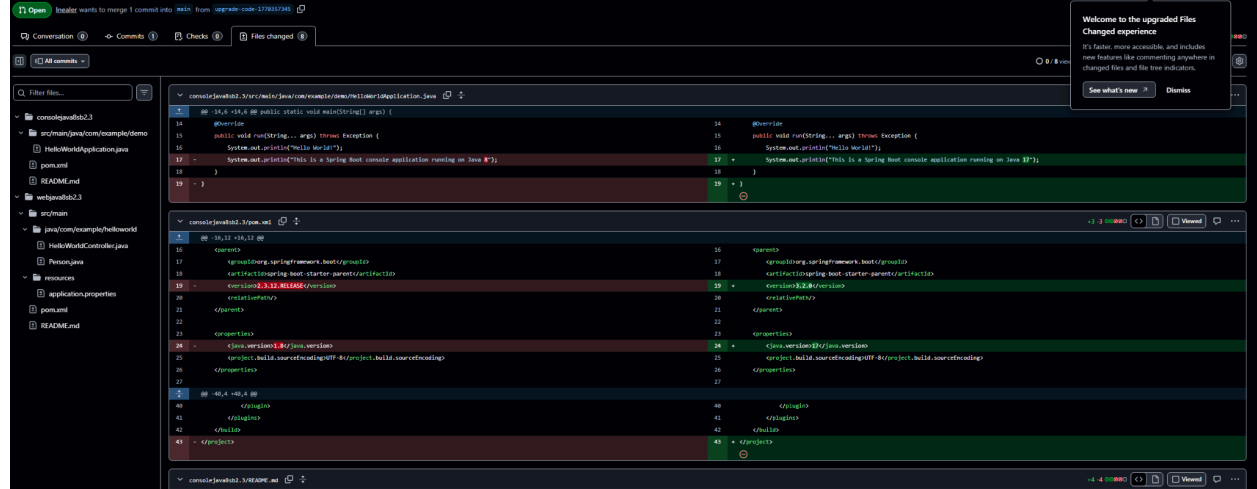 Open Inealer wants to merge 1 commit into main from upgrade-code-1770357345
Conversation 0 Commits 1 Checks 0 Files changed 8
All commits
0 / 8
Welcome to the upgraded Files Changed experience
It's faster, more accessible, and includes
new features like commenting anywhere in
changed files and file tree indicators.
See what's new Dismiss
Filter files...
consolejava8sb2.3
src/main/java/com/example/demo
HelloWorldApplication.java
pom.xml
README.md
webjava8sb2.3
src/main
java/com/example/helloworld
HelloWorldController.java
Person.java
resources
application.properties
pom.xml
README.md
consolejava8sb2.3/src/main/java/com/example/demo/HelloWorldApplication.java
@@ -14,6 +14,6 @@ public static void main(String[] args) {
14 @Override 14 @Override
15 public void run(String... args) throws Exception { 15 public void run(String... args) throws Exception {
16 System.out.println("Hello World!"); 16 System.out.println("Hello World!");
17 - System.out.println("This is a Spring Boot console application running on Java 8"); 17 + System.out.println("This is a Spring Boot console application running on Java 17");
18 } 18 }
19 - } 19 + }
consolejava8sb2.3/pom.xml +3 -3 Viewed
@@ -16,12 +16,12 @@
16 <parent> 16 <parent>
17 <groupId>org.springframework.boot</groupId> 17 <groupId>org.springframework.boot</groupId>
18 <artifactId>spring-boot-starter-parent</artifactId> 18 <artifactId>spring-boot-starter-parent</artifactId>
19 - <version>2.3.12.RELEASE</version> 19 + <version>3.2.0</version>
20 <relativePath/> 20 <relativePath/>
21 </parent> 21 </parent>
22 22
23 <properties> 23 <properties>
24 - <java.version>1.8</java.version> 24 + <java.version>17</java.version>
25 <project.build.sourceEncoding>UTF-8</project.build.sourceEncoding> 25 <project.build.sourceEncoding>UTF-8</project.build.sourceEncoding>
26 </properties> 26 </properties>
27 27
@@ -40,4 +40,4 @@
40 </plugin> 40 </plugin>
41 </plugins> 41 </plugins>
42 </build> 42 </build>
43 - </project> 43 + </project>
consolejava8sb2.3/README.md +4 -4 Viewed